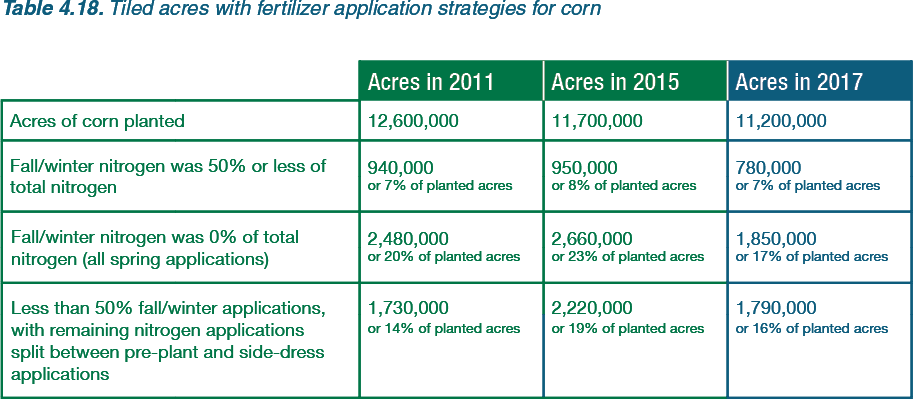 Table 4.18. Tiled acres with fertilizer application strategies for corn
Acres in 2011
Acres in 2015
Acres in 2017
Acres of corn planted
12,600,000
11,700,000
11,200,000
Fall/winter nitrogen was 50% or less of
total nitrogen
940,000
or 7% of planted acres
950,000
or 8% of planted acres
780,000
or 7% of planted acres
Fall/winter nitrogen was 0% of total
nitrogen (all spring applications)
2,480,000
or 20% of planted acres
2,660,000
or 23% of planted acres
1,850,000
or 17% of planted acres
Less than 50% fall/winter applications,
with remaining nitrogen applications
split between pre-plant and side-dress
applications
1,730,000
or 14% of planted acres
2,220,000
or 19% of planted acres
1,790,000
or 16% of planted acres